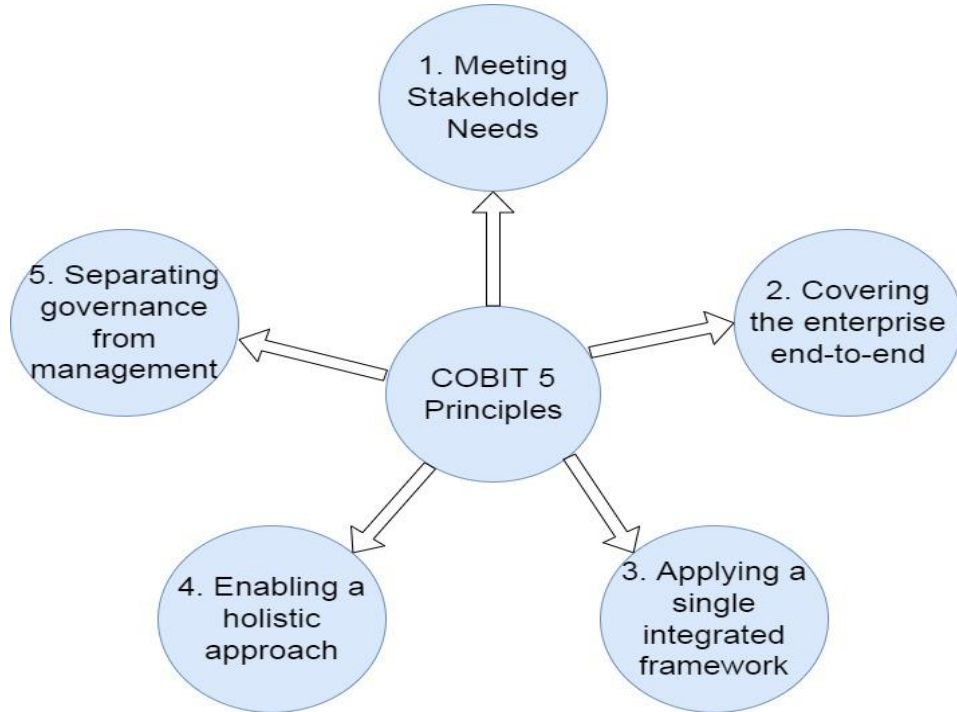 1. Meeting
Stakeholder
Needs
5. Separating
governance
from
management
2. Covering
the enterprise
end-to-end
COBIT 5
Principles
4. Enabling a
holistic
approach
3. Applying a
single
integrated
framework